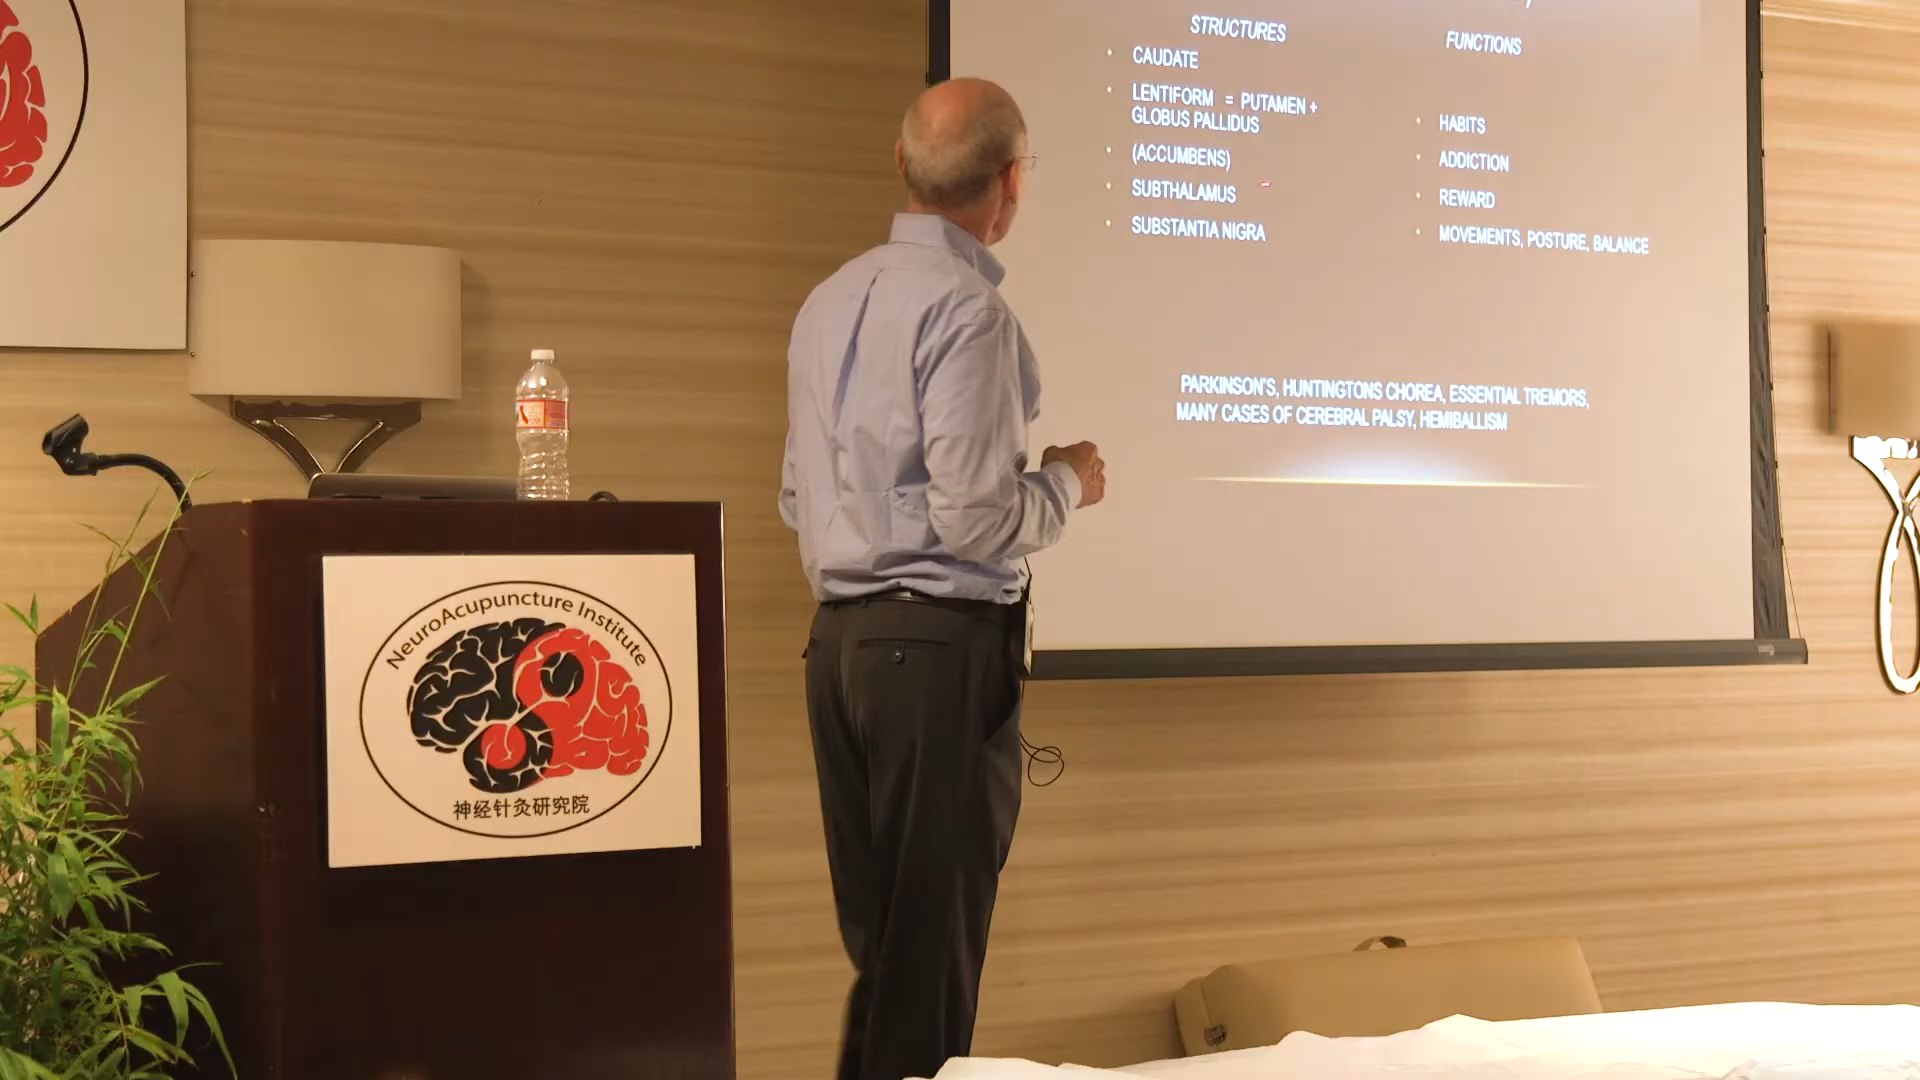 STRUCTURES
CAUDATE
LENTIFORM = PUTAMEN +
GLOBUS PALLIDUS
(ACCUMBENS)
SUBTHALAMUS
SUBSTANTIA NIGRA
FUNCTIONS
HABITS
ADDICTION
REWARD
MOVEMENTS, POSTURE, BALANCE
PARKINSON'S, HUNTINGTONS CHOREA, ESSENTIAL TREMORS,
MANY CASES OF CEREBRAL PALSY, HEMIBALLISM
NeuroAcupuncture Institute
神经针灸研究院